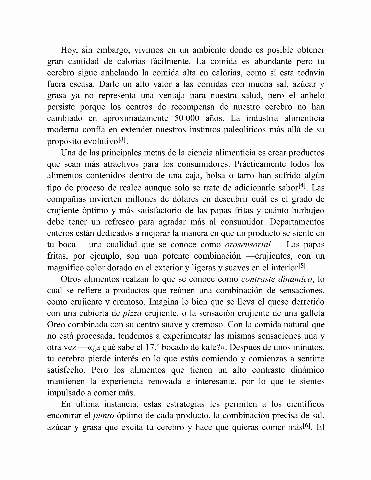 Hoy, sin embargo, vivimos en un ambiente donde es posible obtener
gran cantidad de calorías fácilmente. La comida es abundante pero tu
cerebro sigue anhelando la comida alta en calorías, como si esta todavía
fuera escasa. Darle un alto valor a las comidas con mucha sal, azúcar y
grasa ya no representa una ventaja para nuestra salud, pero el anhelo
persiste porque los centros de recompensa de nuestro cerebro no han
cambiado en aproximadamente 50 000 años. La industria alimenticia
moderna confía en extender nuestros instintos paleolíticos más allá de su
propósito evolutivo[3].
Una de las principales metas de la ciencia alimenticia es crear productos
que sean más atractivos para los consumidores. Prácticamente todos los
alimentos contenidos dentro de una caja, bolsa o tarro han sufrido algún
tipo de proceso de realce aunque solo se trate de adicionarle sabor[4]. Las
compañías invierten millones de dólares en descubrir cuál es el grado de
crujiente óptimo y más satisfactorio de las papas fritas y cuánto burbujeo
debe tener un refresco para agradar más al consumidor. Departamentos
enteros están dedicados a mejorar la manera en que un producto se siente en
tu boca —una cualidad que se conoce como orosensorial—. Las papas
fritas, por ejemplo, son una potente combinación —crujientes, con un
magnífico color dorado en el exterior y ligeras y suaves en el interior[5].
Otros alimentos realzan lo que se conoce como contraste dinámico, lo
cual se refiere a productos que reúnen una combinación de sensaciones,
como crujiente y cremoso. Imagina lo bien que se lleva el queso derretido
con una cubierta de pizza crujiente, o la sensación crujiente de una galleta
Oreo combinada con su centro suave y cremoso. Con la comida natural que
no está procesada, tendemos a experimentar las mismas sensaciones una y
otra vez —«¿a qué sabe el 17.º bocado de kale?». Después de unos minutos,
tu cerebro pierde interés en lo que estás comiendo y comienzas a sentirte
satisfecho. Pero los alimentos que tienen un alto contraste dinámico
mantienen la experiencia renovada e interesante, por lo que te sientes
impulsado a comer más.
En última instancia, estas estrategias les permiten a los científicos
encontrar el punto óptimo de cada producto, la combinación precisa de sal,
azúcar y grasa que excita tu cerebro y hace que quieras comer más[6]. El